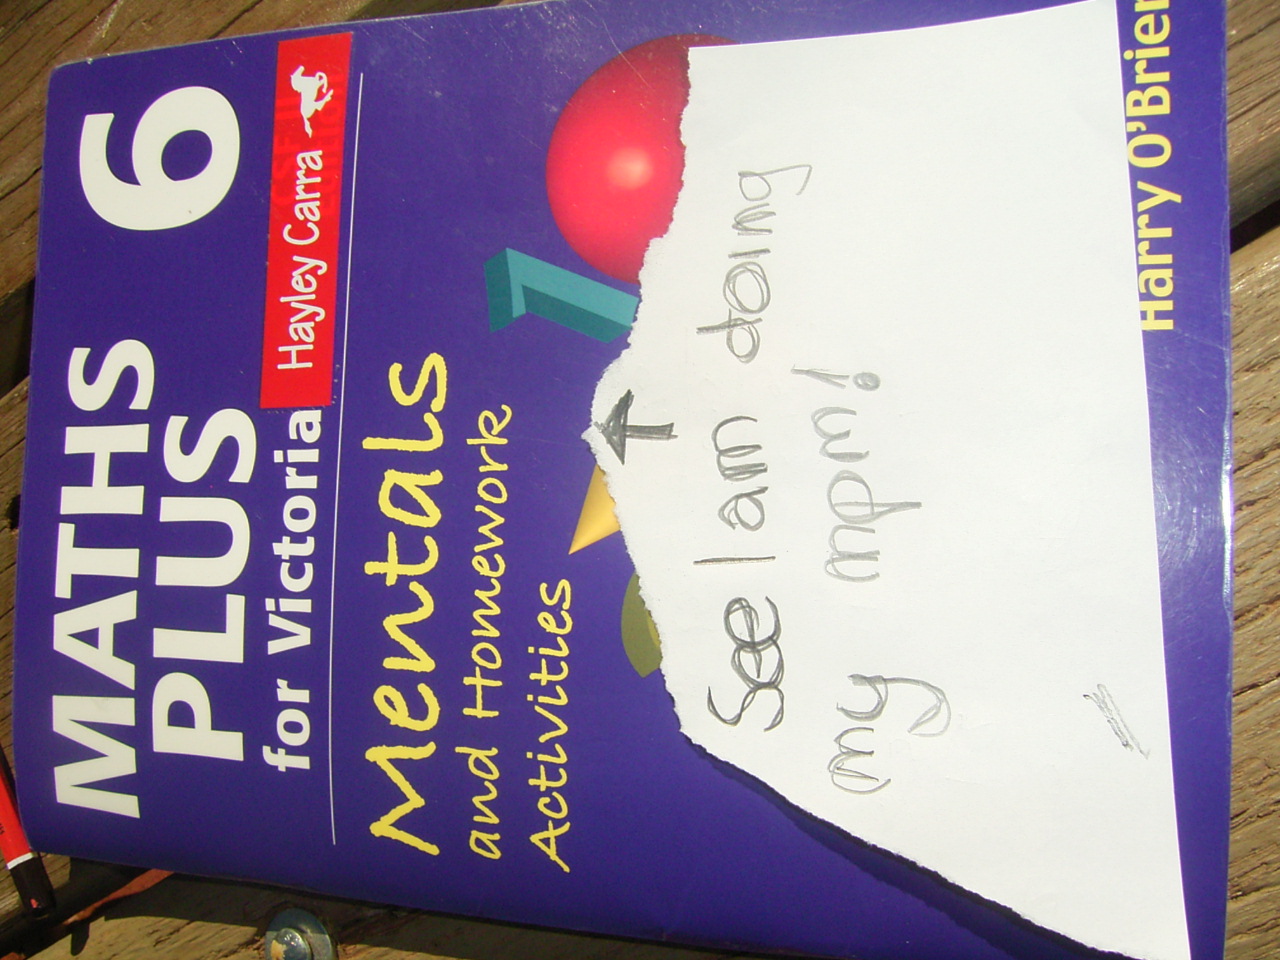 MATHS 6
PLUS
for Victoria
Hayley Carra
Mentals
and Homework
Activities
See I am doing
my mpm!
Harry O'Brien